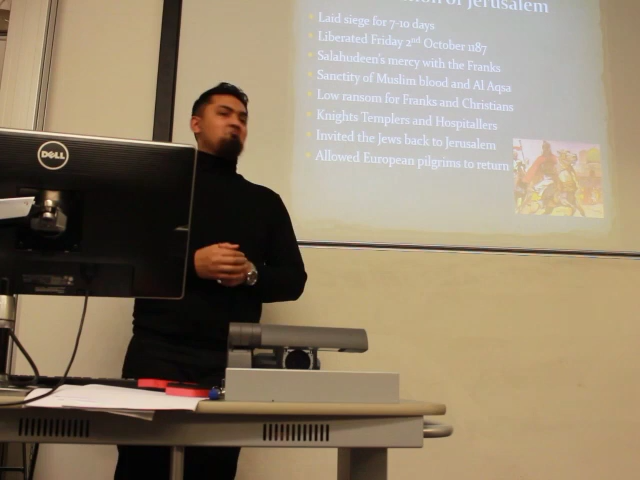 of Jerusalem
Laid siege for 7-10 days
Liberated Friday 2nd October 1187
Salahudeen's mercy with the Franks
Sanctity of Muslim blood and Al Aqsa
Low ransom for Franks and Christians
Knights Templers and Hospitallers
Invited the Jews back to Jerusalem
Allowed European pilgrims to return
DELL